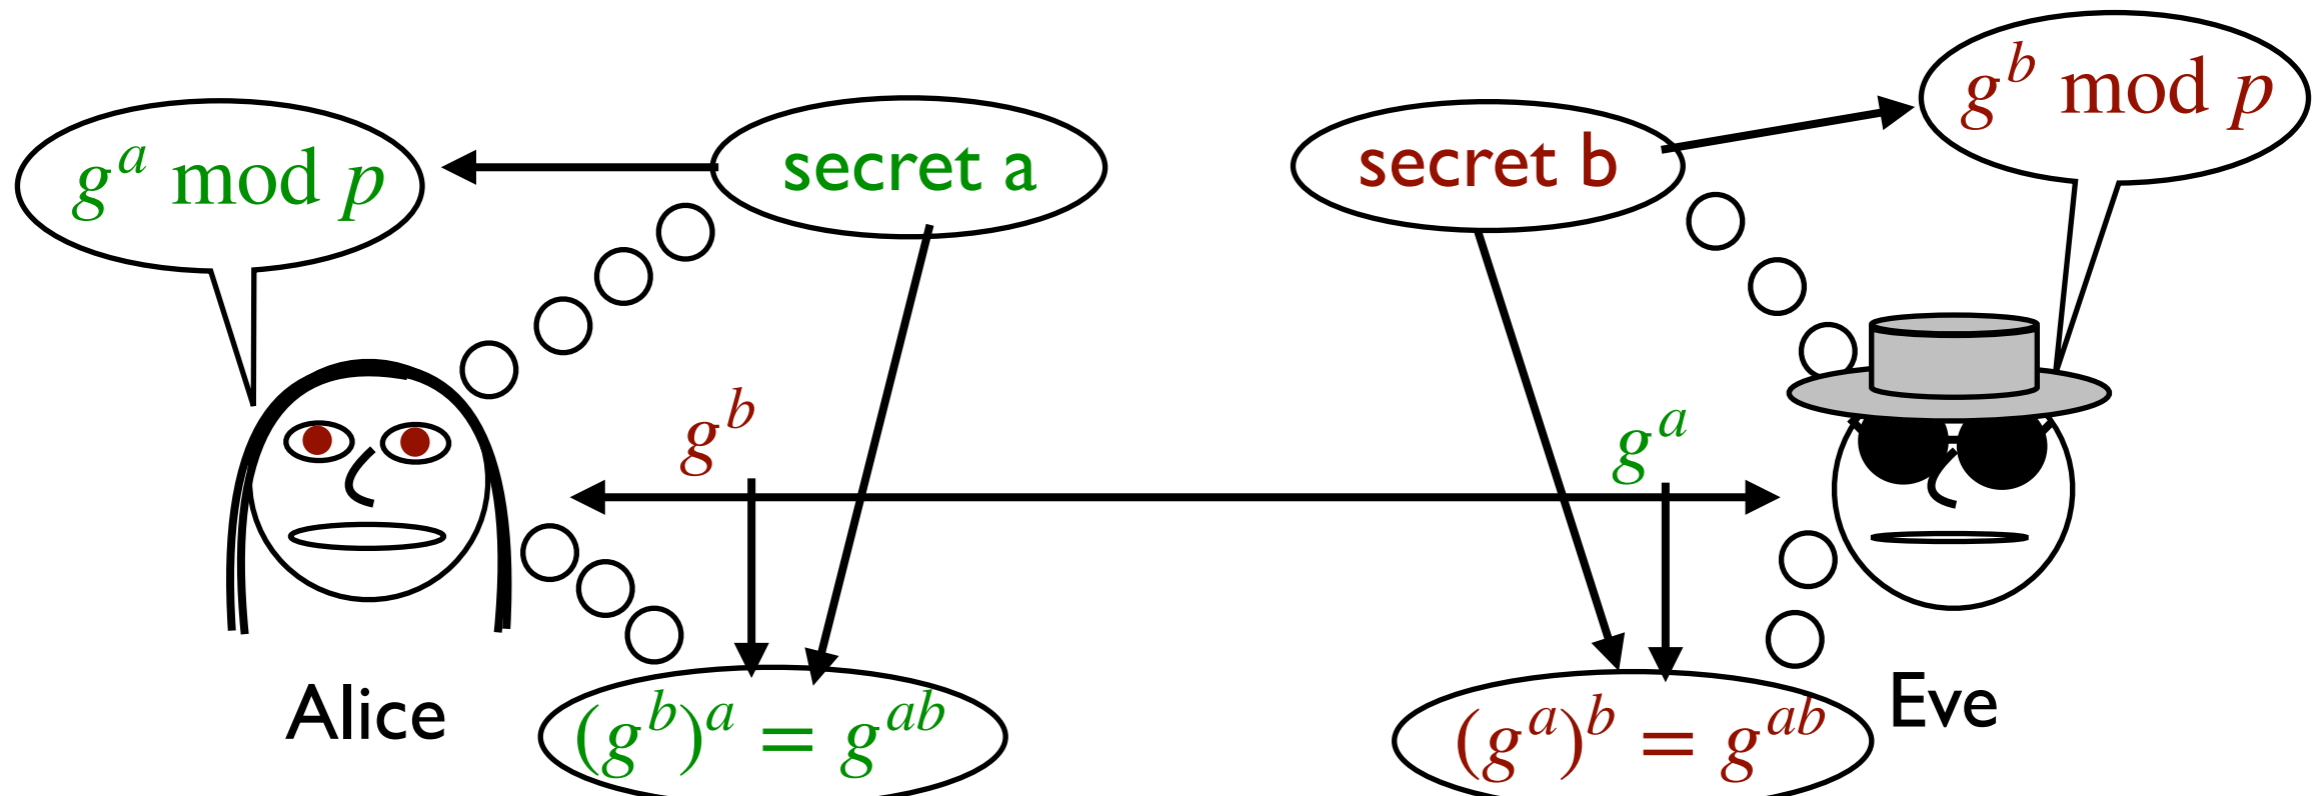 g^b mod p
g^a mod p
secret a
secret b
g^b
g^a
Alice
Eve
(g^b)^a = g^{ab}
(g^a)^b = g^{ab}